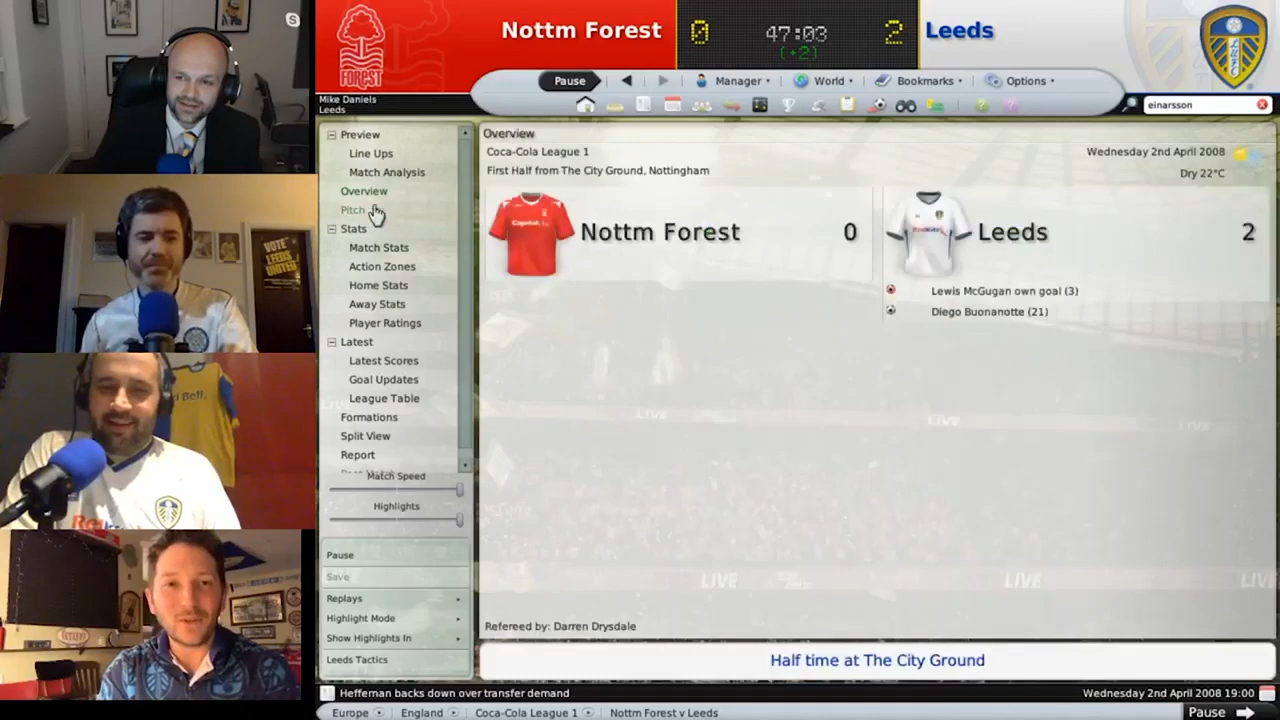 Nottm Forest
0
47:03
(+2)
2
Leeds
FOREST
Mike Daniels
Leeds
Pause
Manager
World
Bookmarks
Options
einarsson
Preview
Line Ups
Match Analysis
Overview
Pitch
Stats
Match Stats
Action Zones
Home Stats
Away Stats
Player Ratings
Latest
Latest Scores
Goal Updates
League Table
Formations
Split View
Report
Match Speed
Highlights
Pause
Save
Replays
Highlight Mode
Show Highlights In
Leeds Tactics
Overview
Coca-Cola League 1
Wednesday 2nd April 2008
First Half from The City Ground, Nottingham
Dry 22°C
Nottm Forest 0
Leeds 2
Lewis McGugan own goal (3)
Diego Buonanotte (21)
LIVE LIVE LIVE
LIVE LIVE LIVE
Refereed by: Darren Drysdale
Half time at The City Ground
Heffernan backs down over transfer demand
Wednesday 2nd April 2008 19:00
Europe England Coca-Cola League 1 Nottm Forest v Leeds
Pause
VOTE
LEEDS
UNITED